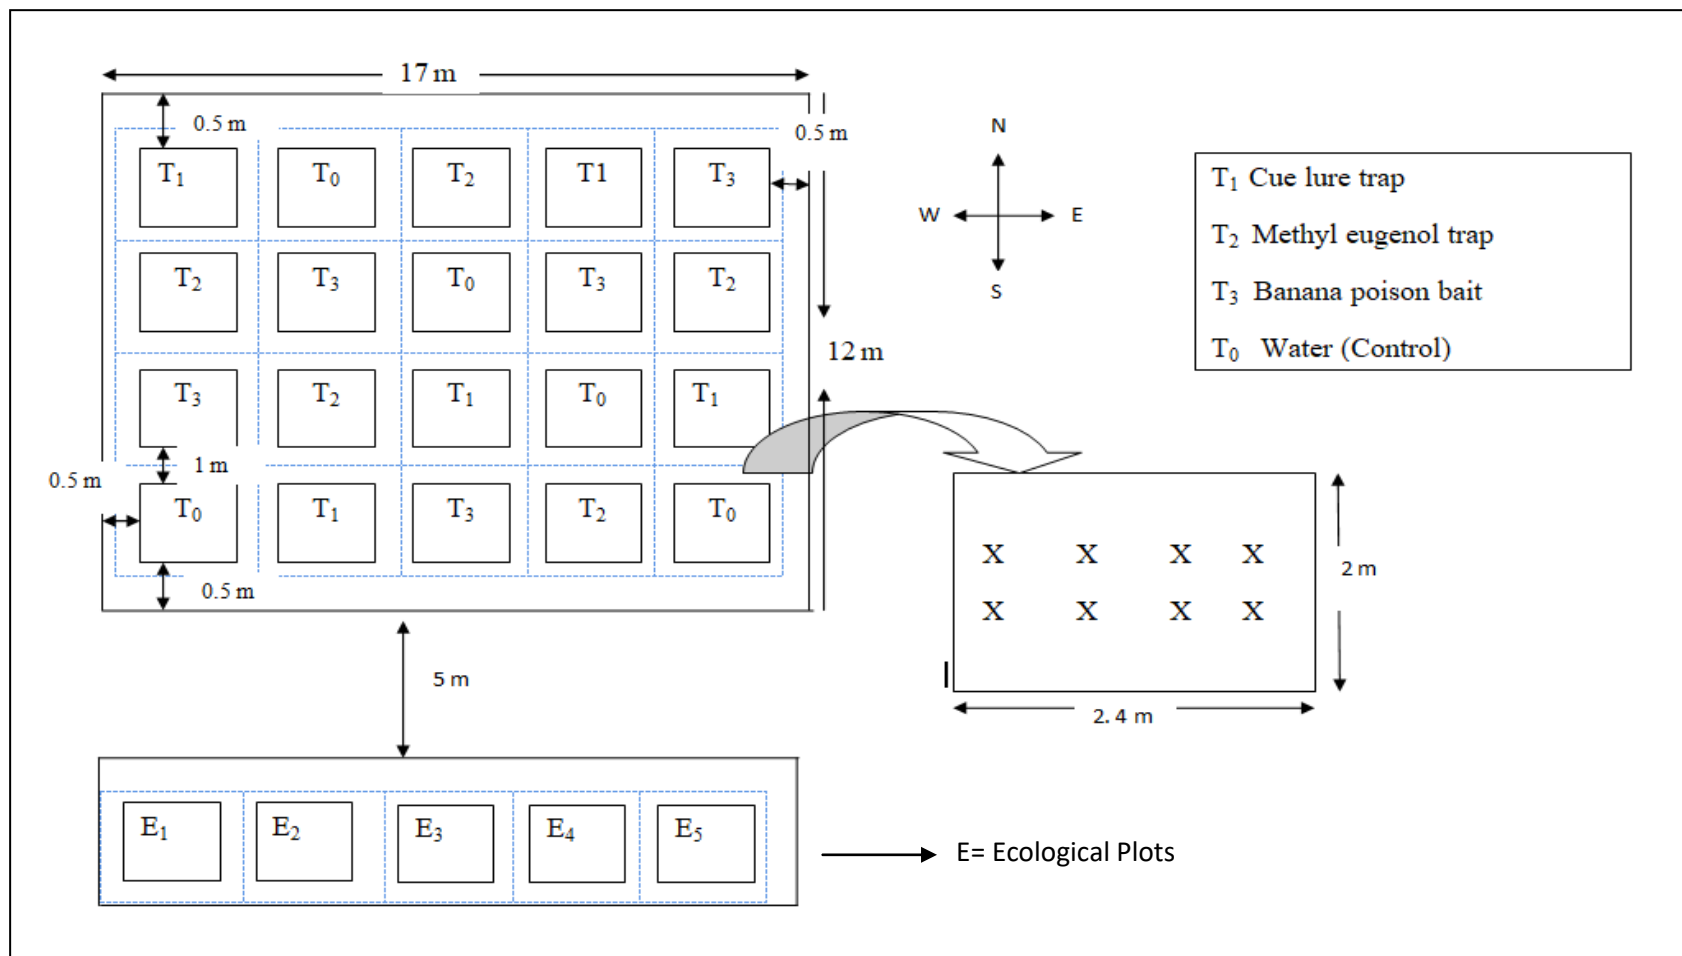 17 m
0.5 m
0.5 m
T₁ T₀ T₂ T1 T₃
T₂ T₃ T₀ T₃ T₂
12 m
T₃ T₂ T₁ T₀ T₁
1 m
0.5 m
T₀ T₁ T₃ T₂ T₀
0.5 m
5 m
E₁ E₂ E₃ E₄ E₅
E= Ecological Plots
N
W E
S
T₁ Cue lure trap
T₂ Methyl eugenol trap
T₃ Banana poison bait
T₀ Water (Control)
X X X X
X X X X
2 m
2. 4 m